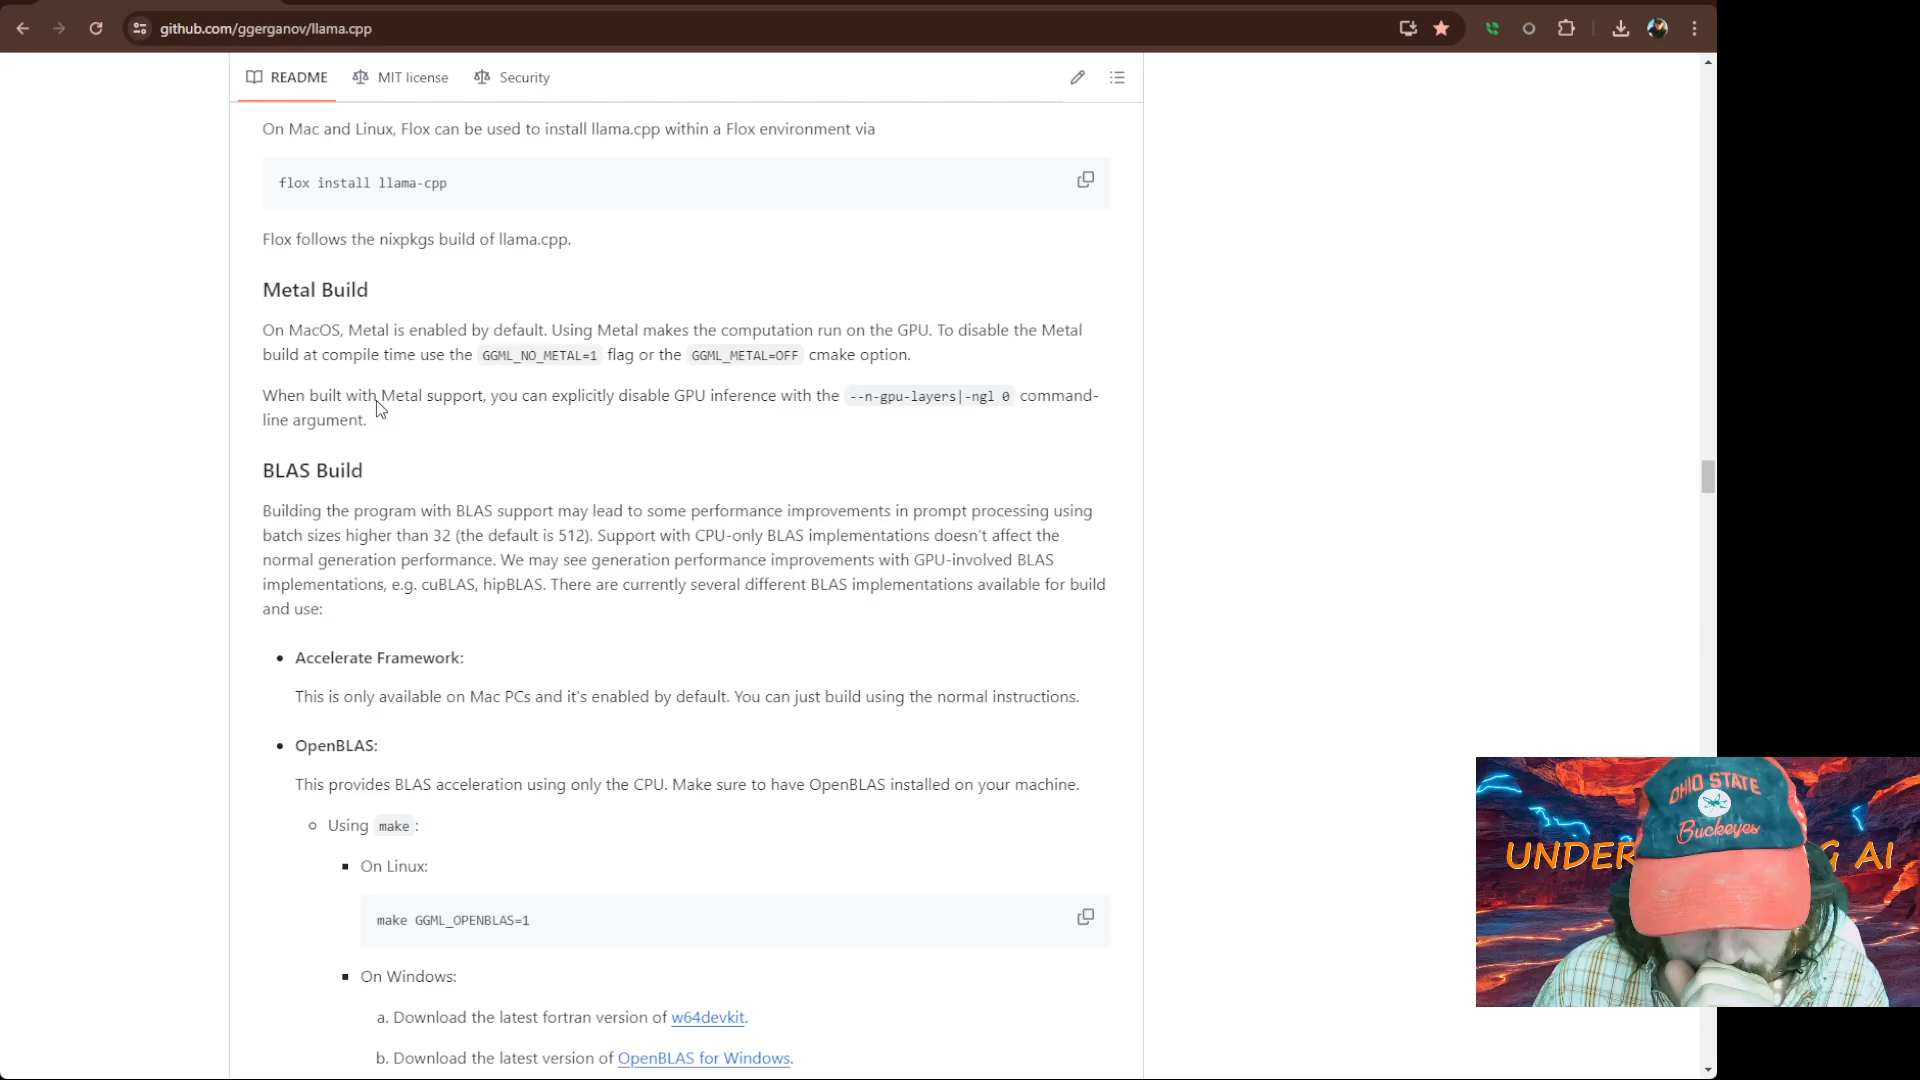 github.com/ggerganov/llama.cpp
README
MIT license
Security
On Mac and Linux, Flox can be used to install llama.cpp within a Flox environment via
flox install llama-cpp
Flox follows the nixpkgs build of llama.cpp.
Metal Build
On MacOS, Metal is enabled by default. Using Metal makes the computation run on the GPU. To disable the Metal
build at compile time use the GGML_NO_METAL=1 flag or the GGML_METAL=OFF cmake option.
When built with Metal support, you can explicitly disable GPU inference with the --n-gpu-layers|-ngl 0 command-
line argument.
BLAS Build
Building the program with BLAS support may lead to some performance improvements in prompt processing using
batch sizes higher than 32 (the default is 512). Support with CPU-only BLAS implementations doesn't affect the
normal generation performance. We may see generation performance improvements with GPU-involved BLAS
implementations, e.g. cuBLAS, hipBLAS. There are currently several different BLAS implementations available for build
and use:
• Accelerate Framework:
This is only available on Mac PCs and it's enabled by default. You can just build using the normal instructions.
• OpenBLAS:
This provides BLAS acceleration using only the CPU. Make sure to have OpenBLAS installed on your machine.
Using make :
On Linux:
make GGML_OPENBLAS=1
On Windows:
a. Download the latest fortran version of w64devkit.
b. Download the latest version of OpenBLAS for Windows.
OHIO STATE
Buckeyes
UNDER
G AI